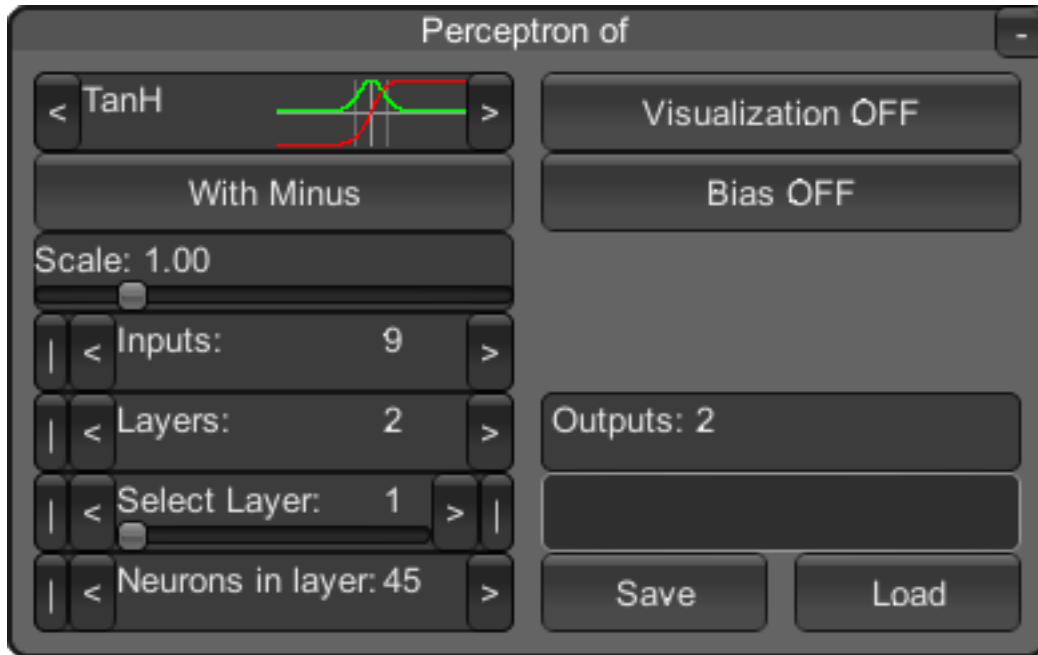 Perceptron of
-
< TanH >
Visualization OFF
With Minus
Bias OFF
Scale: 1.00
| < Inputs: 9 >
| < Layers: 2 >
Outputs: 2
| < Select Layer: 1 > |
| < Neurons in layer: 45 >
Save
Load